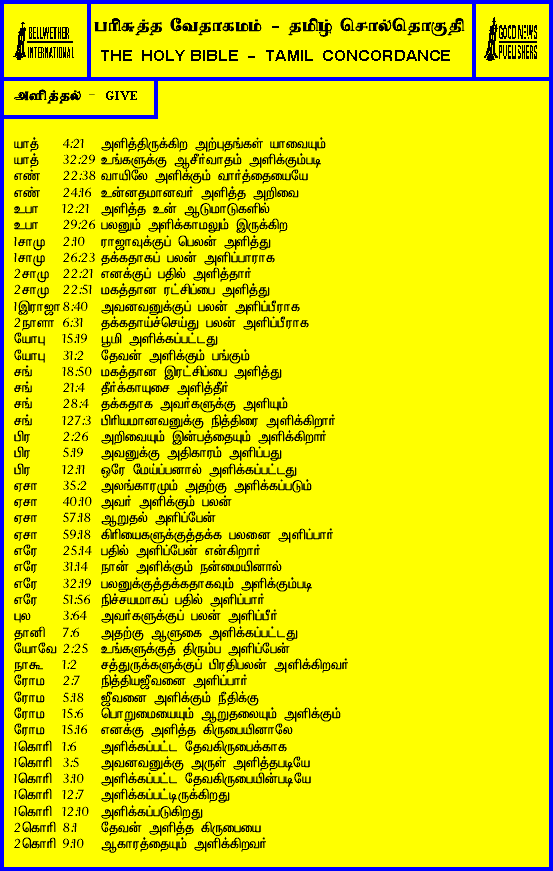 BELLWETHER
INTERNATIONAL
பரிசுத்த வேதாகமம் - தமிழ் சொல்தொகுதி
THE HOLY BIBLE - TAMIL CONCORDANCE
GOOD NEWS
PUBLISHERS
அளித்தல் - GIVE
யாத் 4:21 அளித்திருக்கிற அற்புதங்கள் யாவையும்
யாத் 32:29 உங்களுக்கு ஆசீர்வாதம் அளிக்கும்படி
எண் 22:38 வாயிலே அளிக்கும் வார்த்தையையே
எண் 24:16 உன்னதமானவர் அளித்த அறிவை
உபா 12:21 அளித்த உன் ஆடுமாடுகளில்
உபா 29:26 பலனும் அளிக்காமலும் இருக்கிற
1சாமு 2:10 ராஜாவுக்குப் பெலன் அளித்து
1சாமு 26:23 தக்கதாகப் பலன் அளிப்பாராக
2சாமு 22:21 எனக்குப் பதில் அளித்தார்
2சாமு 22:51 மகத்தான ரட்சிப்பை அளித்து
1இராஜா 8:40 அவனவனுக்குப் பலன் அளிப்பீராக
2நாளா 6:31 தக்கதாய்ச்செய்து பலன் அளிப்பீராக
யோபு 15:19 பூமி அளிக்கப்பட்டது
யோபு 31:2 தேவன் அளிக்கும் பங்கும்
சங் 18:50 மகத்தான இரட்சிப்பை அளித்து
சங் 21:4 தீர்க்காயுசை அளித்தீர்
சங் 28:4 தக்கதாக அவர்களுக்கு அளியும்
சங் 127:3 பிரியமானவனுக்கு நித்திரை அளிக்கிறார்
பிர 2:26 அறிவையும் இன்பத்தையும் அளிக்கிறார்
பிர 5:19 அவனுக்கு அதிகாரம் அளிப்பது
பிர 12:11 ஒரே மேய்ப்பனால் அளிக்கப்பட்டது
ஏசா 35:2 அலங்காரமும் அதற்கு அளிக்கப்படும்
ஏசா 40:10 அவர் அளிக்கும் பலன்
ஏசா 57:18 ஆறுதல் அளிப்பேன்
ஏசா 59:18 கிரியைகளுக்குத்தக்க பலனை அளிப்பார்
எரே 25:14 பதில் அளிப்பேன் என்கிறார்
எரே 31:14 நான் அளிக்கும் நன்மையினால்
எரே 32:19 பலனுக்குத்தக்கதாகவும் அளிக்கும்படி
எரே 51:56 நிச்சயமாகப் பதில் அளிப்பார்
புல 3:64 அவர்களுக்குப் பலன் அளிப்பீர்
தானி 7:6 அதற்கு ஆளுகை அளிக்கப்பட்டது
யோவே 2:25 உங்களுக்குத் திரும்ப அளிப்பேன்
நாகூ 1:2 சத்துருக்களுக்குப் பிரதிபலன் அளிக்கிறவர்
ரோம 2:7 நித்தியஜீவனை அளிப்பார்
ரோம 5:18 ஜீவனை அளிக்கும் நீதிக்கு
ரோம 15:6 பொறுமையையும் ஆறுதலையும் அளிக்கும்
ரோம 15:16 எனக்கு அளித்த கிருபையினாலே
1கொரி 1:6 அளிக்கப்பட்ட தேவகிருபைக்காக
1கொரி 3:5 அவனவனுக்கு அருள் அளித்தபடியே
1கொரி 3:10 அளிக்கப்பட்ட தேவகிருபையின்படியே
1கொரி 12:7 அளிக்கப்பட்டிருக்கிறது
1கொரி 12:10 அளிக்கப்படுகிறது
2கொரி 8:1 தேவன் அளித்த கிருபையை
2கொரி 9:10 ஆகாரத்தையும் அளிக்கிறவர்